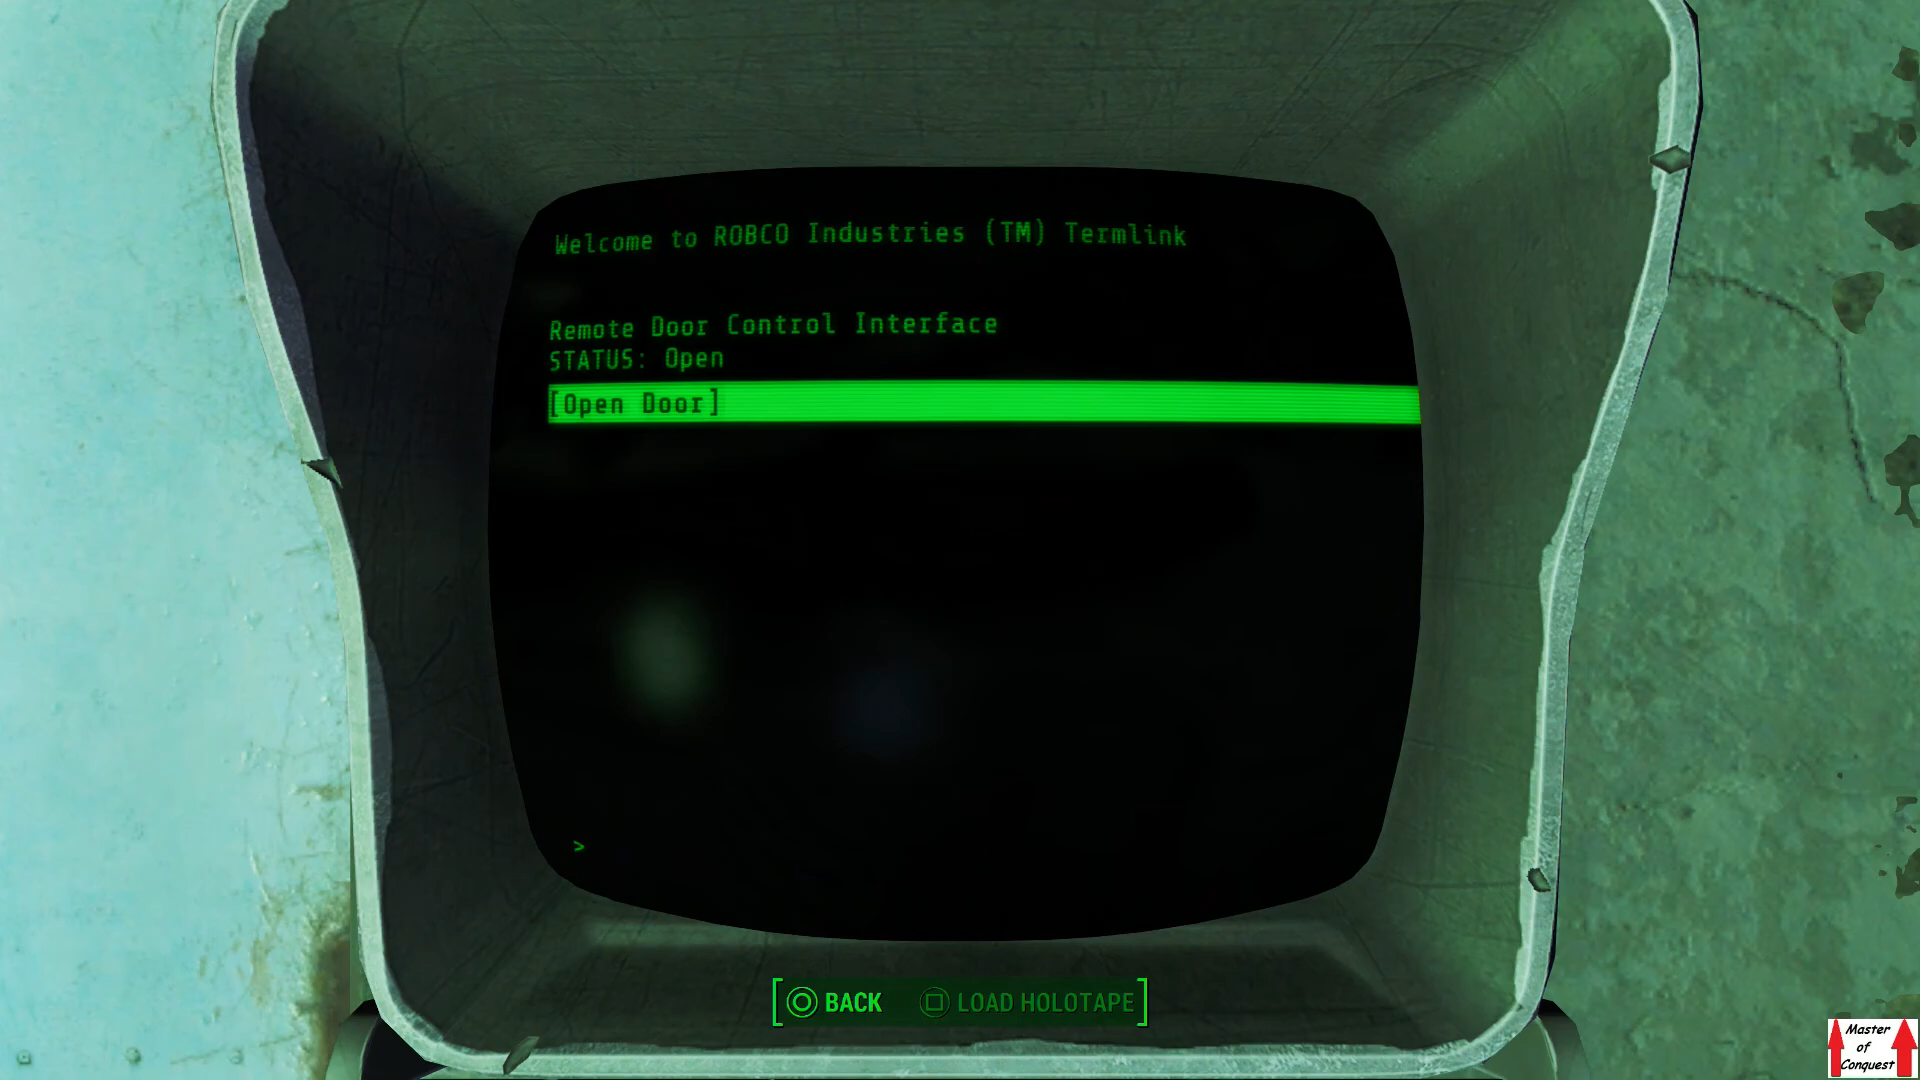 Welcome to ROBCO Industries (TM) Termlink
Remote Door Control Interface
STATUS: Open
[Open Door]
>
BACK LOAD HOLOTAPE
Master
of
Conquest